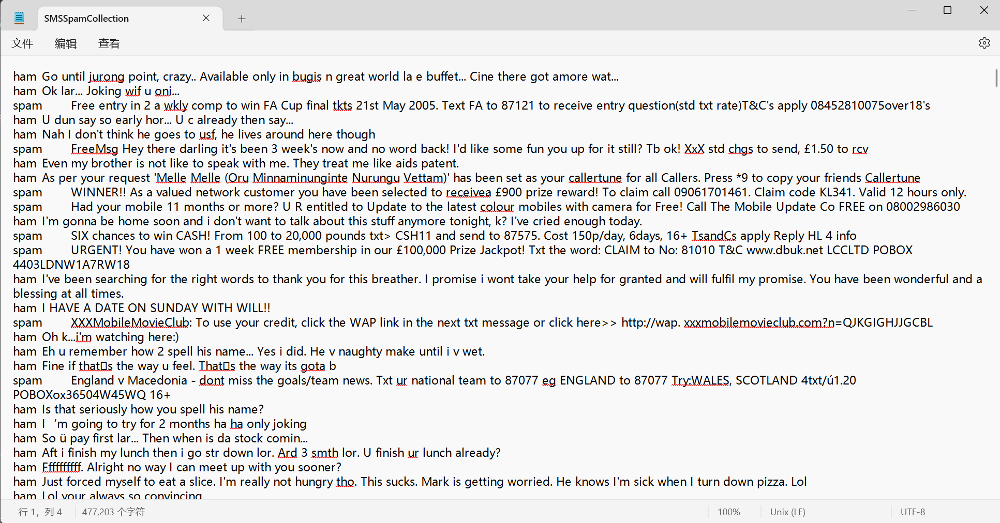 SMSSpamCollection
文件 编辑 查看
ham Go until jurong point, crazy.. Available only in bugis n great world la e buffet... Cine there got amore wat...
ham Ok lar... Joking wif u oni...
spam Free entry in 2 a wkly comp to win FA Cup final tkts 21st May 2005. Text FA to 87121 to receive entry question(std txt rate)T&C's apply 08452810075over18's
ham U dun say so early hor... U c already then say...
ham Nah I don't think he goes to usf, he lives around here though
spam FreeMsg Hey there darling it's been 3 week's now and no word back! I'd like some fun you up for it still? Tb ok! XxX std chgs to send, £1.50 to rcv
ham Even my brother is not like to speak with me. They treat me like aids patent.
ham As per your request 'Melle Melle (Oru Minnaminunginte Nurungu Vettam)' has been set as your callertune for all Callers. Press *9 to copy your friends Callertune
spam WINNER!! As a valued network customer you have been selected to receivea £900 prize reward! To claim call 09061701461. Claim code KL341. Valid 12 hours only.
spam Had your mobile 11 months or more? U R entitled to Update to the latest colour mobiles with camera for Free! Call The Mobile Update Co FREE on 08002986030
ham I'm gonna be home soon and i don't want to talk about this stuff anymore tonight, k? I've cried enough today.
spam SIX chances to win CASH! From 100 to 20,000 pounds txt> CSH11 and send to 87575. Cost 150p/day, 6days, 16+ TsandCs apply Reply HL 4 info
spam URGENT! You have won a 1 week FREE membership in our £100,000 Prize Jackpot! Txt the word: CLAIM to No: 81010 T&C www.dbuk.net LCCLTD POBOX
4403LDNW1A7RW18
ham I've been searching for the right words to thank you for this breather. I promise i wont take your help for granted and will fulfil my promise. You have been wonderful and a
blessing at all times.
ham I HAVE A DATE ON SUNDAY WITH WILL!!
spam XXXMobileMovieClub: To use your credit, click the WAP link in the next txt message or click here>> http://wap. xxxmobilemovieclub.com?n=QJKGIGHJJGCBL
ham Oh k...i'm watching here:)
ham Eh u remember how 2 spell his name... Yes i did. He v naughty make until i v wet.
ham Fine if that□s the way u feel. That□s the way its gota b
spam England v Macedonia - dont miss the goals/team news. Txt ur national team to 87077 eg ENGLAND to 87077 Try:WALES, SCOTLAND 4txt/ú1.20
POBOXox36504W45WQ 16+
ham Is that seriously how you spell his name?
ham I ‘m going to try for 2 months ha ha only joking
ham So ü pay first lar... Then when is da stock comin...
ham Aft i finish my lunch then i go str down lor. Ard 3 smth lor. U finish ur lunch already?
ham Ffffffffff. Alright no way I can meet up with you sooner?
ham Just forced myself to eat a slice. I'm really not hungry tho. This sucks. Mark is getting worried. He knows I'm sick when I turn down pizza. Lol
ham Lol your always so convincing.
行 1，列 4 477,203 个字符 100% Unix (LF) UTF-8